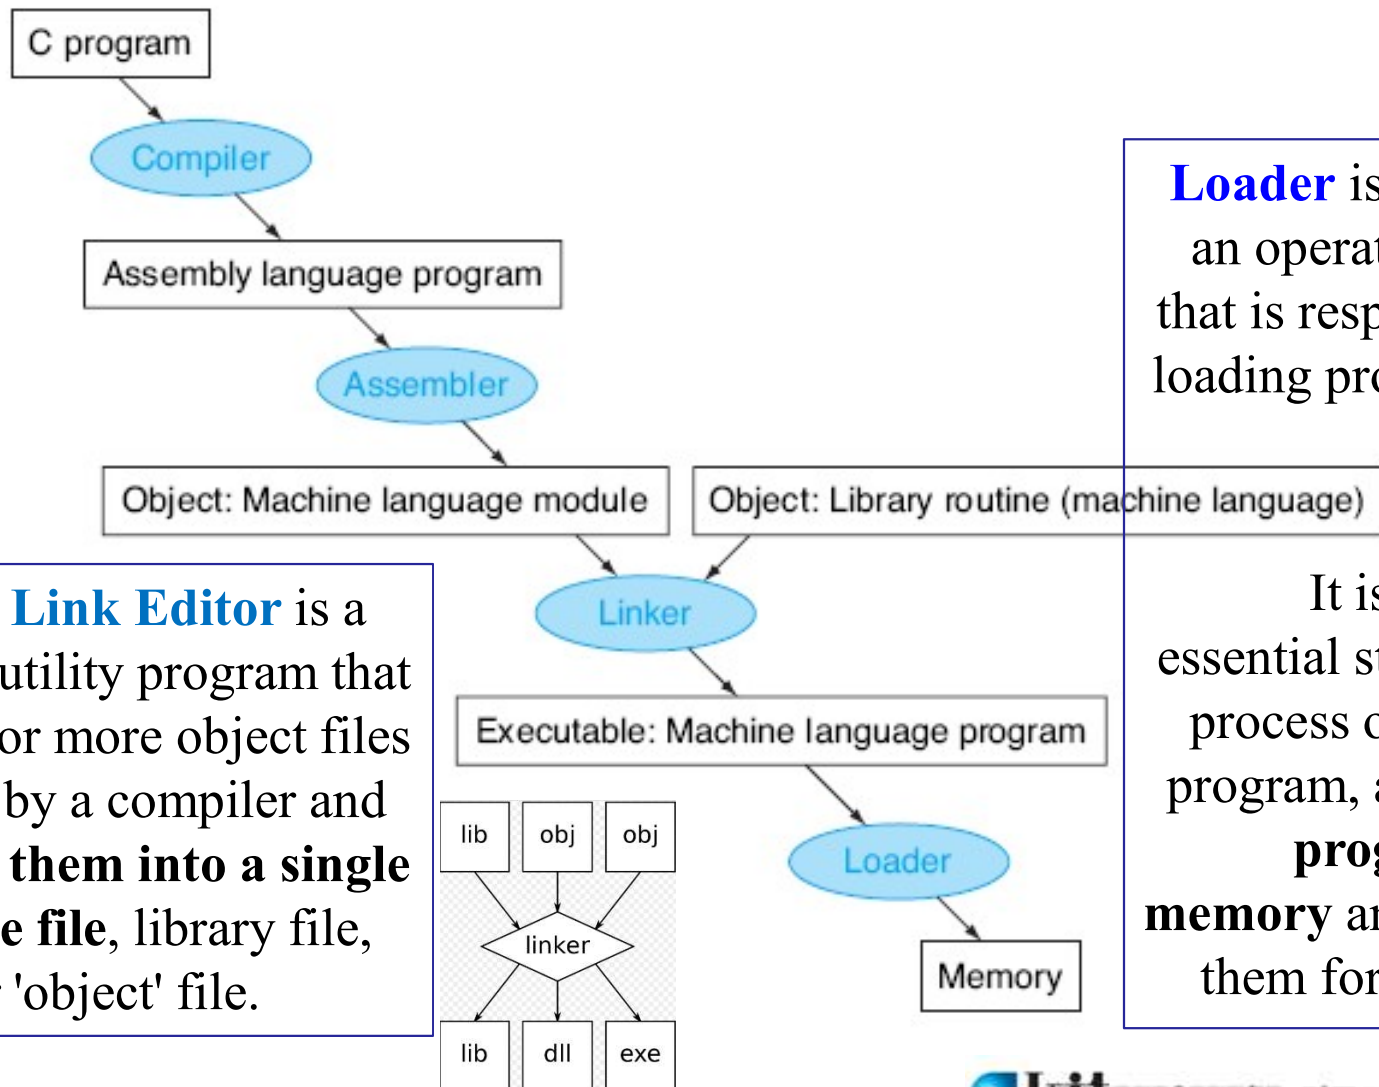 C program
Compiler
Assembly language program
Assembler
Object: Machine language module
Object: Library routine (machine language)
Linker
Executable: Machine language program
Loader
Memory
Link Editor is a
utility program that
or more object files
by a compiler and
them into a single
e file, library file,
'object' file.
lib obj obj
linker
lib dll exe
Loader is
an operat
that is resp
loading pro
It is
essential st
process o
program, a
prog
memory an
them for